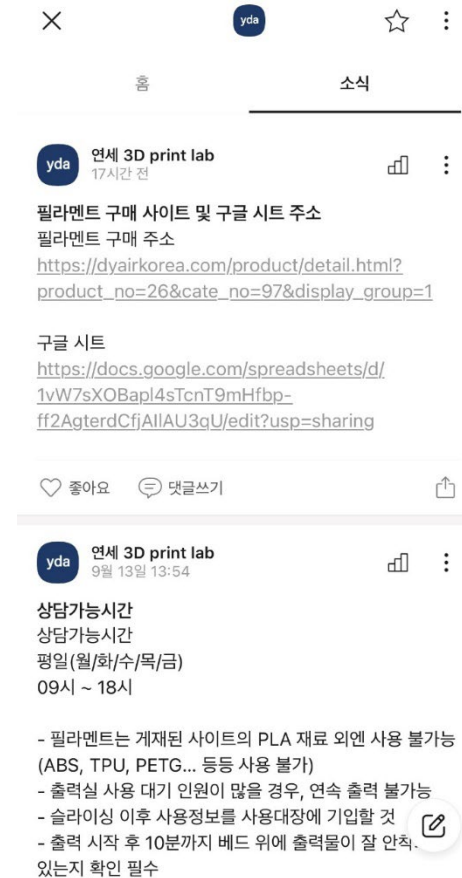 yda
홈
소식
yda
연세 3D print lab
17시간 전
필라멘트 구매 사이트 및 구글 시트 주소
필라멘트 구매 주소
https://dyairkorea.com/product/detail.html?
product_no=26&cate_no=97&display_group=1
구글 시트
https://docs.google.com/spreadsheets/d/
1vW7sXOBapl4sTcnT9mHfbp-
ff2AgterdCfjAIlAU3qU/edit?usp=sharing
좋아요
댓글쓰기
yda
연세 3D print lab
9월 13일 13:54
상담가능시간
상담가능시간
평일(월/화/수/목/금)
09시 ~ 18시
- 필라멘트는 게재된 사이트의 PLA 재료 외엔 사용 불가능
(ABS, TPU, PETG... 등등 사용 불가)
- 출력실 사용 대기 인원이 많을 경우, 연속 출력 불가능
- 슬라이싱 이후 사용정보를 사용대장에 기입할 것
- 출력 시작 후 10분까지 베드 위에 출력물이 잘
있는지 확인 필수